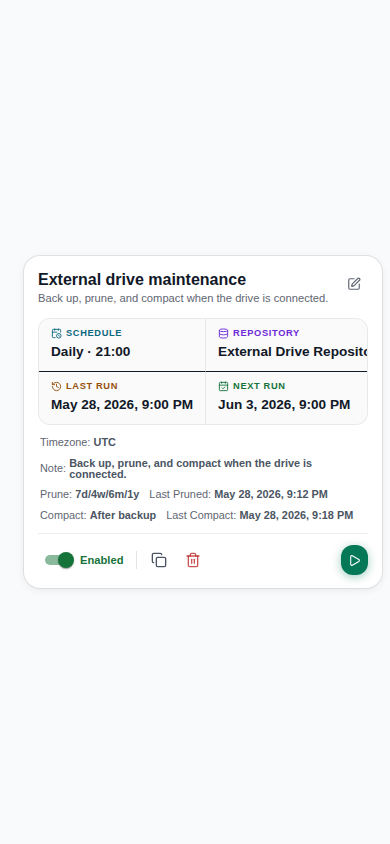 External drive maintenance
Back up, prune, and compact when the drive is connected.
SCHEDULE
Daily · 21:00
REPOSITORY
External Drive Reposito
LAST RUN
May 28, 2026, 9:00 PM
NEXT RUN
Jun 3, 2026, 9:00 PM
Timezone: UTC
Note: Back up, prune, and compact when the drive is
connected.
Prune: 7d/4w/6m/1y Last Pruned: May 28, 2026, 9:12 PM
Compact: After backup Last Compact: May 28, 2026, 9:18 PM
Enabled